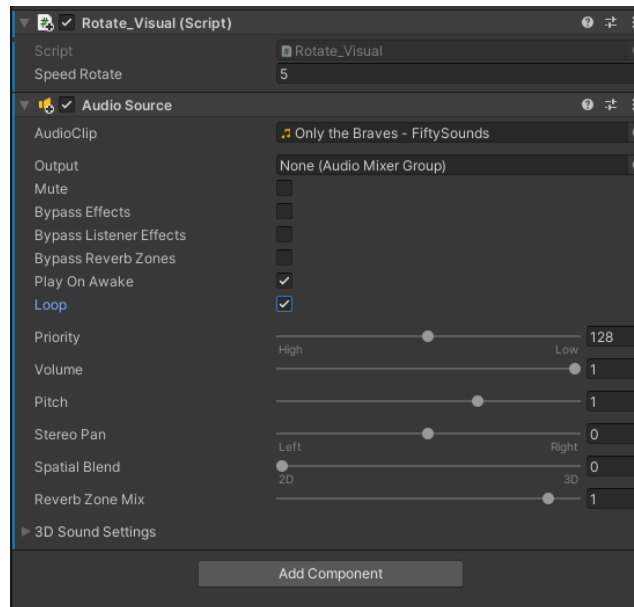 Rotate_Visual (Script)
Script Rotate_Visual
Speed Rotate 5
Audio Source
AudioClip Only the Braves - FiftySounds
Output None (Audio Mixer Group)
Mute
Bypass Effects
Bypass Listener Effects
Bypass Reverb Zones
Play On Awake
Loop
Priority 128
High Low
Volume 1
Pitch 1
Stereo Pan 0
Left Right
Spatial Blend 0
2D 3D
Reverb Zone Mix 1
3D Sound Settings
Add Component